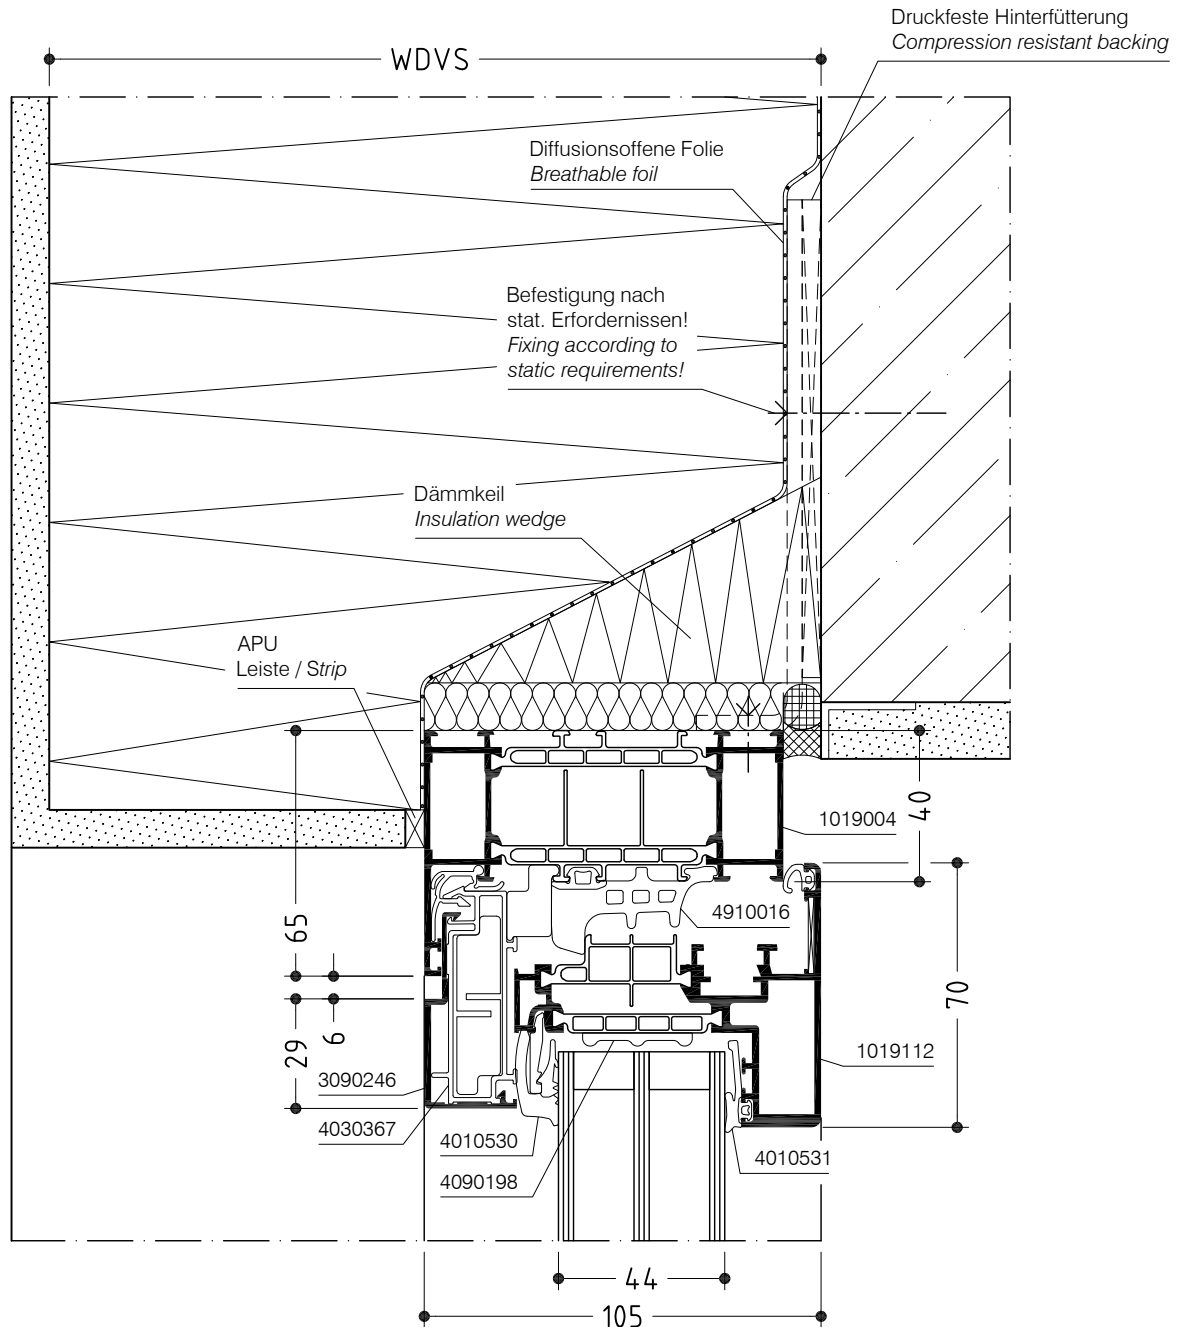 Druckfeste Hinterfütterung
Compression resistant backing
WDVS
Diffusionsoffene Folie
Breathable foil
Befestigung nach
stat. Erfordernissen!
Fixing according to
static requirements!
Dämmkeil
Insulation wedge
APU
Leiste / Strip
1019004
40
4910016
65
70
6
29
1019112
3090246
4030367
4010530
4010531
4090198
44
105